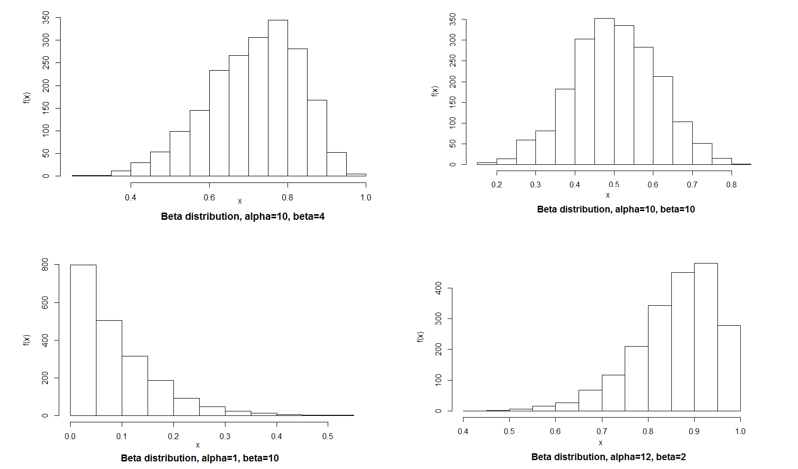 350
300
250
200
150
100
50
0
f(x)
0.4 0.6 0.8 1.0
x
Beta distribution, alpha=10, beta=4
350
300
250
200
150
100
50
0
f(x)
0.2 0.3 0.4 0.5 0.6 0.7 0.8
x
Beta distribution, alpha=10, beta=10
800
600
400
200
0
f(x)
0.0 0.1 0.2 0.3 0.4 0.5
x
Beta distribution, alpha=1, beta=10
400
300
200
100
0
f(x)
0.4 0.5 0.6 0.7 0.8 0.9 1.0
x
Beta distribution, alpha=12, beta=2